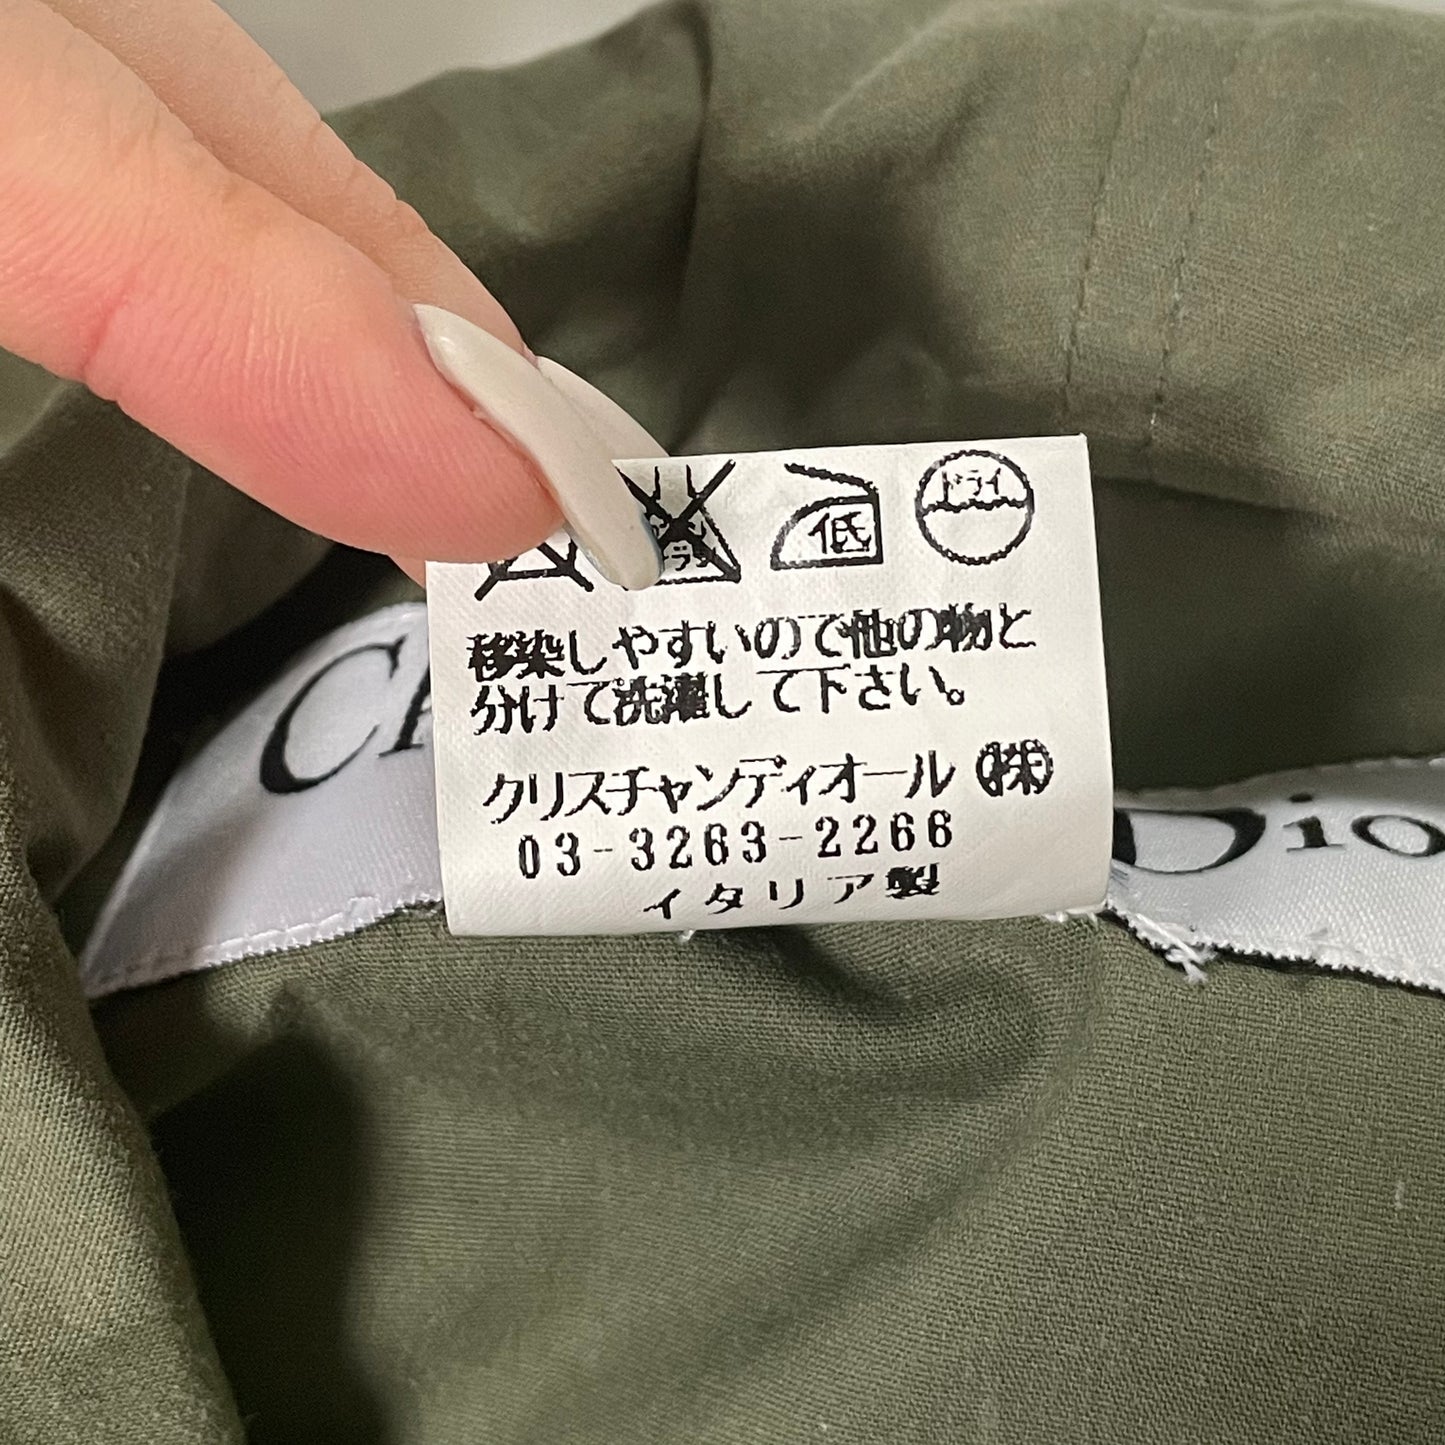 低
ドライ
移染しやすいので他の物と
分けて洗濯して下さい。
クリスチャンディオール (株)
03-3263-2266
イタリア製
Dio